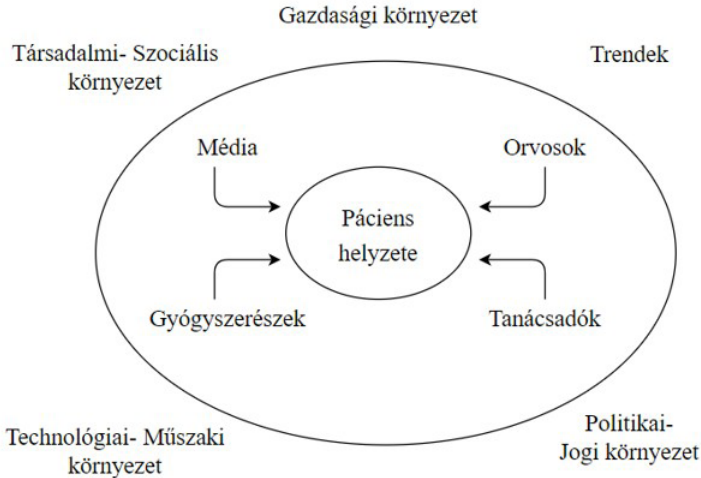 Gazdasági környezet
Társadalmi- Szociális
környezet
Trendek
Média
Orvosok
Páciens
helyzete
Gyógyszerészek
Tanácsadók
Technológiai- Műszaki
környezet
Politikai-
Jogi környezet